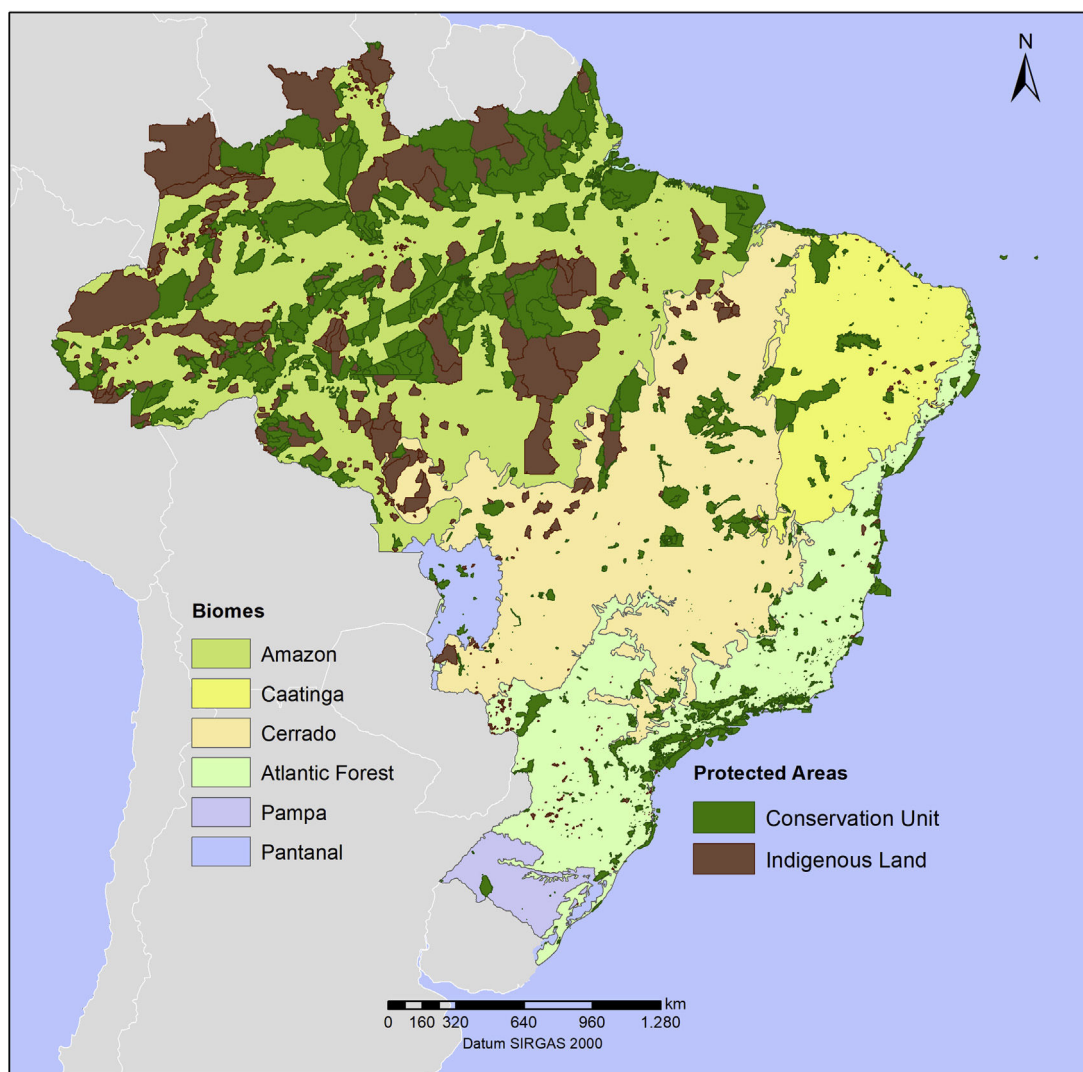 N
Biomes
Amazon
Caatinga
Cerrado
Atlantic Forest
Pampa
Pantanal
Protected Areas
Conservation Unit
Indigenous Land
km
0 160 320 640 960 1.280
Datum SIRGAS 2000